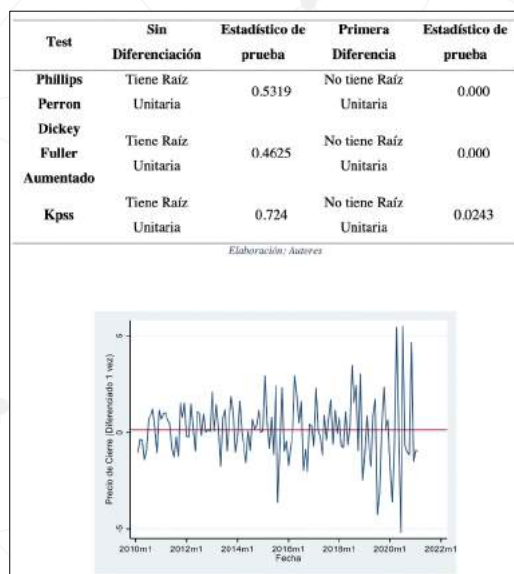 Test Sin Diferenciación Estadístico de prueba Primera Diferencia Estadístico de prueba
Phillips Perron Tiene Raíz Unitaria 0.5319 No tiene Raíz Unitaria 0.000
Dickey Fuller Aumentado Tiene Raíz Unitaria 0.4625 No tiene Raíz Unitaria 0.000
Kpss Tiene Raíz Unitaria 0.724 No tiene Raíz Unitaria 0.0243
Elaboración: Autores
Precio de Cierre (Diferenciado 1 vez)
5
0
-5
2010m1 2012m1 2014m1 2016m1 2018m1 2020m1 2022m1
Fecha